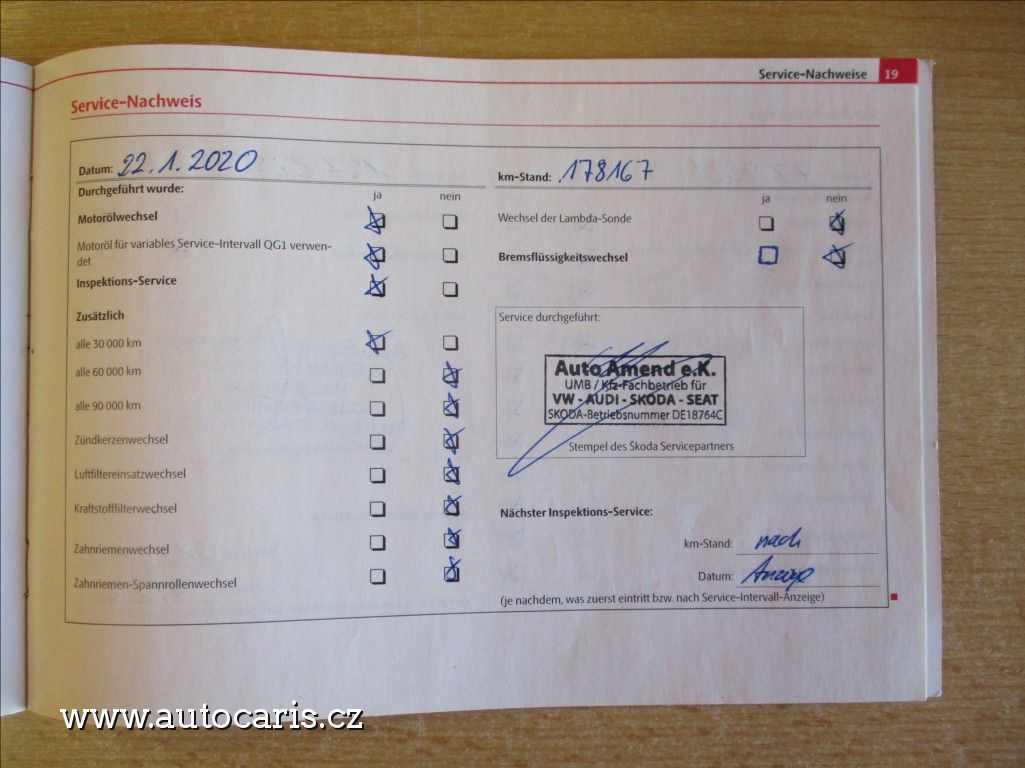 Service-Nachweise 19
Service-Nachweis
Datum: 22.1.2020
km-Stand: 178167
Durchgeführt wurde:
ja nein
Motorölwechsel
Motoröl für variables Service-Intervall QG1 verwen-
det
Inspektions-Service
Zusätzlich
alle 30 000 km
alle 60 000 km
alle 90 000 km
Zündkerzenwechsel
Luftfiltereinsatzwechsel
Kraftstofffilterwechsel
Zahnriemenwechsel
Zahnriemen-Spannrollenwechsel
ja nein
Wechsel der Lambda-Sonde
Bremsflüssigkeitswechsel
Service durchgeführt:
Auto Amend e.K.
UMB / Kfz-Fachbetrieb für
VW - AUDI - SKODA - SEAT
SKODA-Betriebsnummer DE18764C
Stempel des Škoda Servicepartners
Nächster Inspektions-Service:
km-Stand: nach
Datum: Anzeige
(je nachdem, was zuerst eintritt bzw. nach Service-Intervall-Anzeige)
www.autocaris.cz